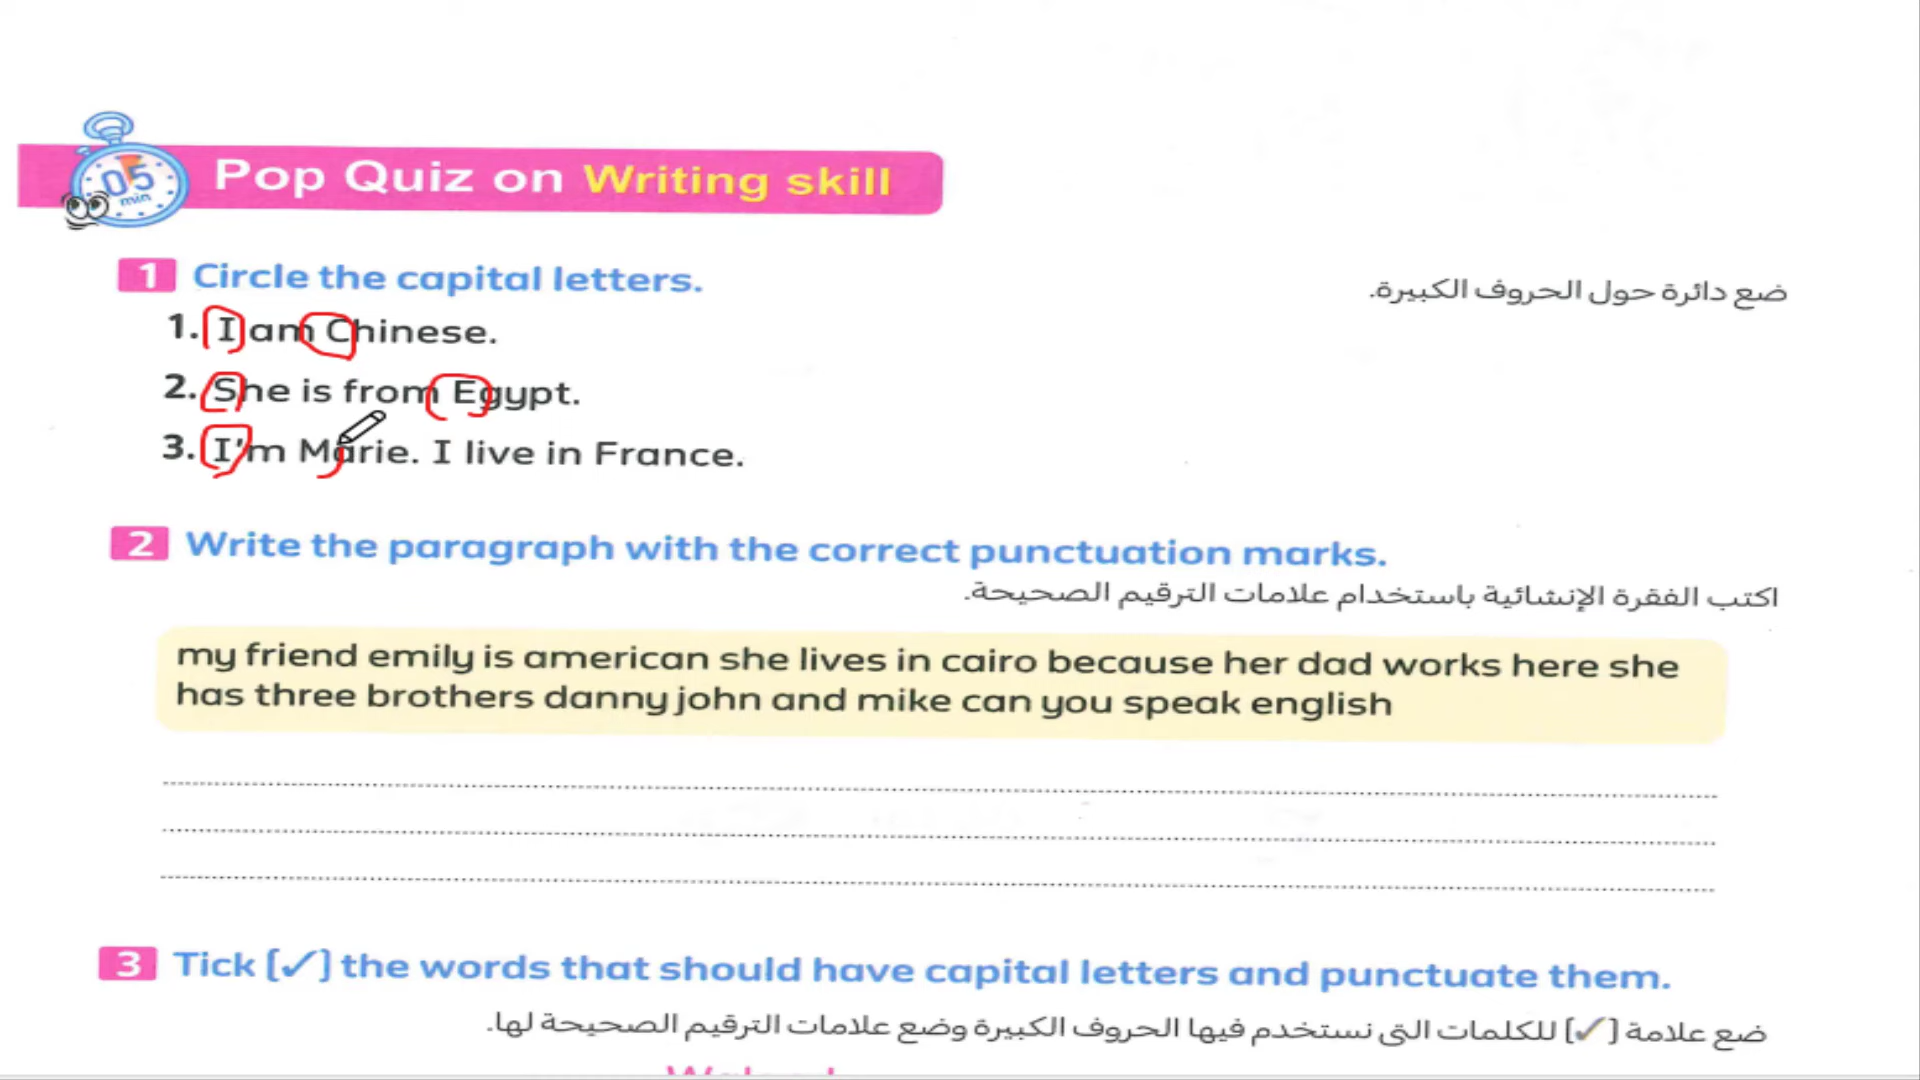 05
min
Pop Quiz on Writing skill
1 Circle the capital letters.
ضع دائرة حول الحروف الكبيرة.
1. I am Chinese.
2. She is from Egypt.
3. I'm Marie. I live in France.
2 Write the paragraph with the correct punctuation marks.
اكتب الفقرة الإنشائية باستخدام علامات الترقيم الصحيحة.
my friend emily is american she lives in cairo because her dad works here she
has three brothers danny john and mike can you speak english
3 Tick [✓] the words that should have capital letters and punctuate them.
ضع علامة [✓] للكلمات التى نستخدم فيها الحروف الكبيرة وضع علامات الترقيم الصحيحة لها.